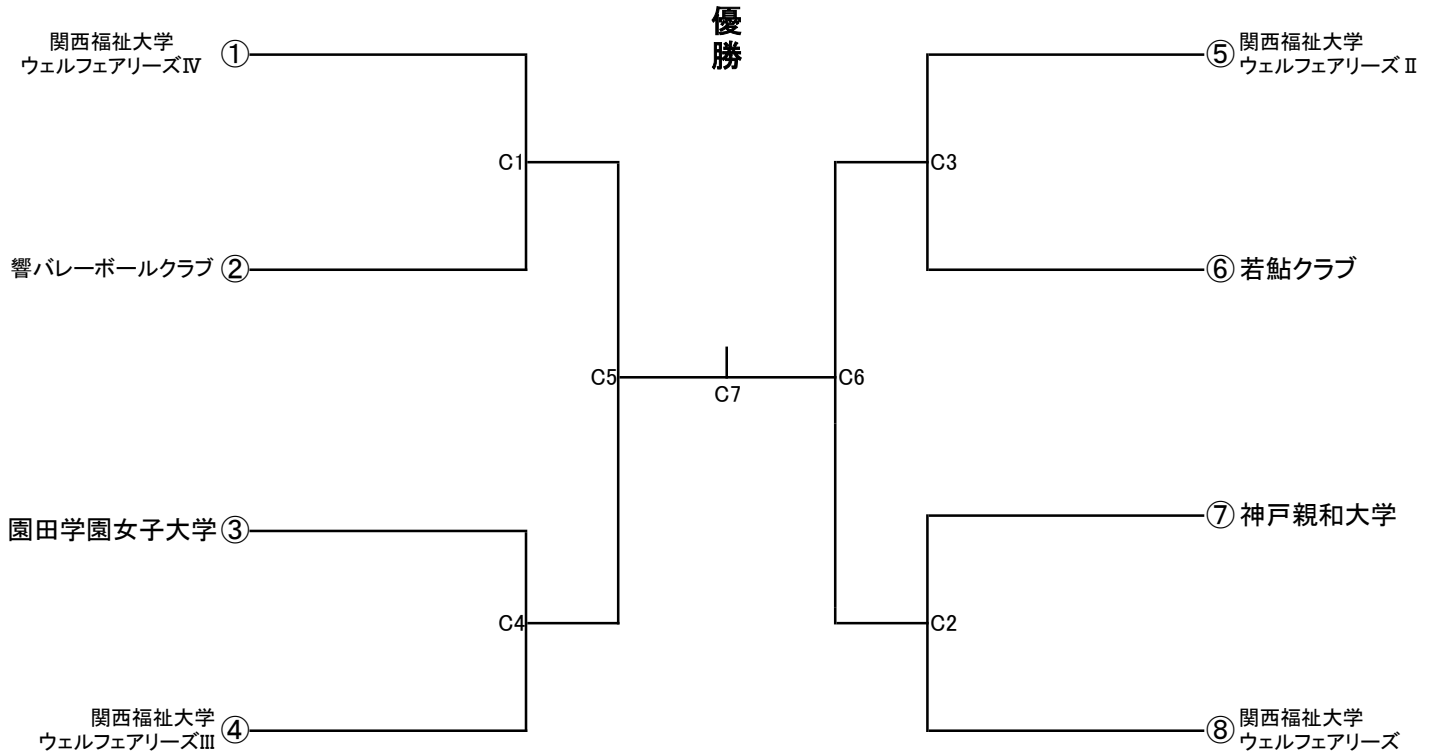 優
勝
関西福祉大学
ウェルフェアリーズⅣ ①
C1
響バレーボールクラブ ②
C5
園田学園女子大学 ③
C4
関西福祉大学
ウェルフェアリーズⅢ ④
C7
⑤ 関西福祉大学
ウェルフェアリーズⅡ
C3
⑥ 若鮎クラブ
C6
⑦ 神戸親和大学
C2
⑧ 関西福祉大学
ウェルフェアリーズ